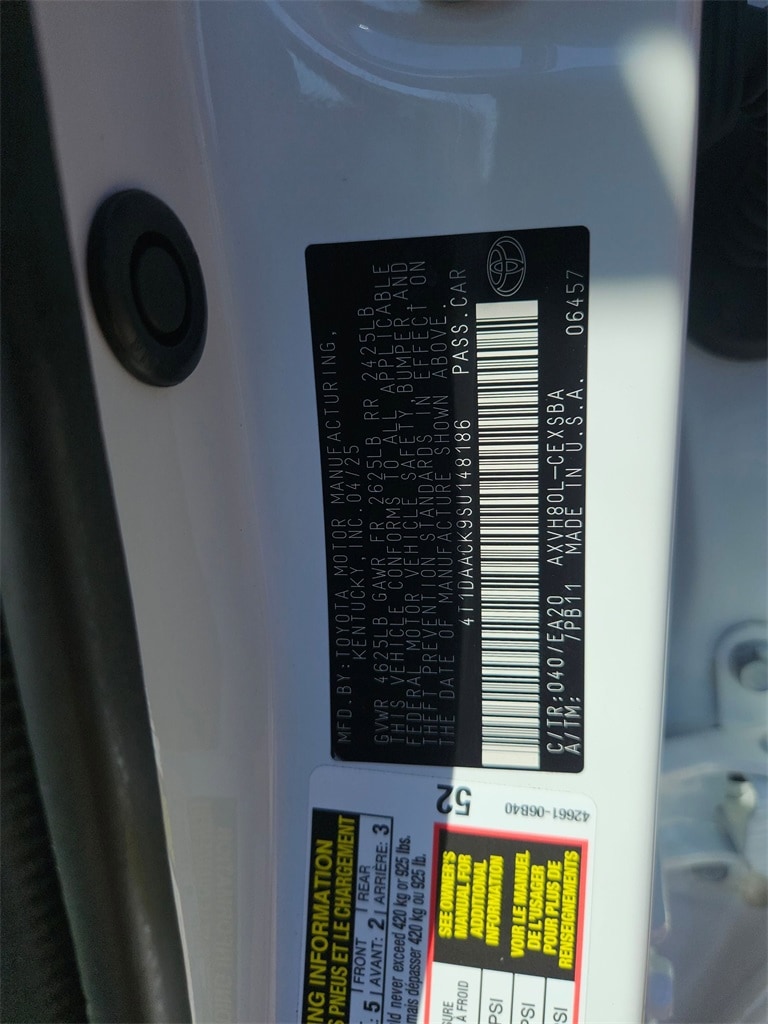 MFD.BY:TOYOTA MOTOR MANUFACTURING,
KENTUCKY, INC.04/25
GVWR 4625LB GAWR FR 2625LB RR 2425LB
THIS VEHICLE CONFORMS TO ALL APPLICABLE
FEDERAL MOTOR VEHICLE SAFETY,BUMPER AND
THEFT PREVENTION STANDARDS IN EFFECT ON
THE DATE OF MANUFACTURE SHOWN ABOVE.
4T1DAACK9SU148186 PASS.CAR
C/TR:040/EA20 AXVH80L-CEXSBA
A/TM: /PB11 MADE IN U.S.A. 06457
ING INFORMATION
PNEUS ET LE CHARGEMENT
: 5 FRONT REAR
AVANT: 2 ARRIÈRE: 3
ld never exceed 420 kg or 925 lbs.
mais dépasser 420 kg ou 925 lb.
52
42661-06B40
À FROID
PSI
PSI
PSI
SEE OWNER'S
MANUAL FOR
ADDITIONAL
INFORMATION
VOIR LE MANUEL
DE L'USAGER
POUR PLUS DE
RENSEIGNEMENTS